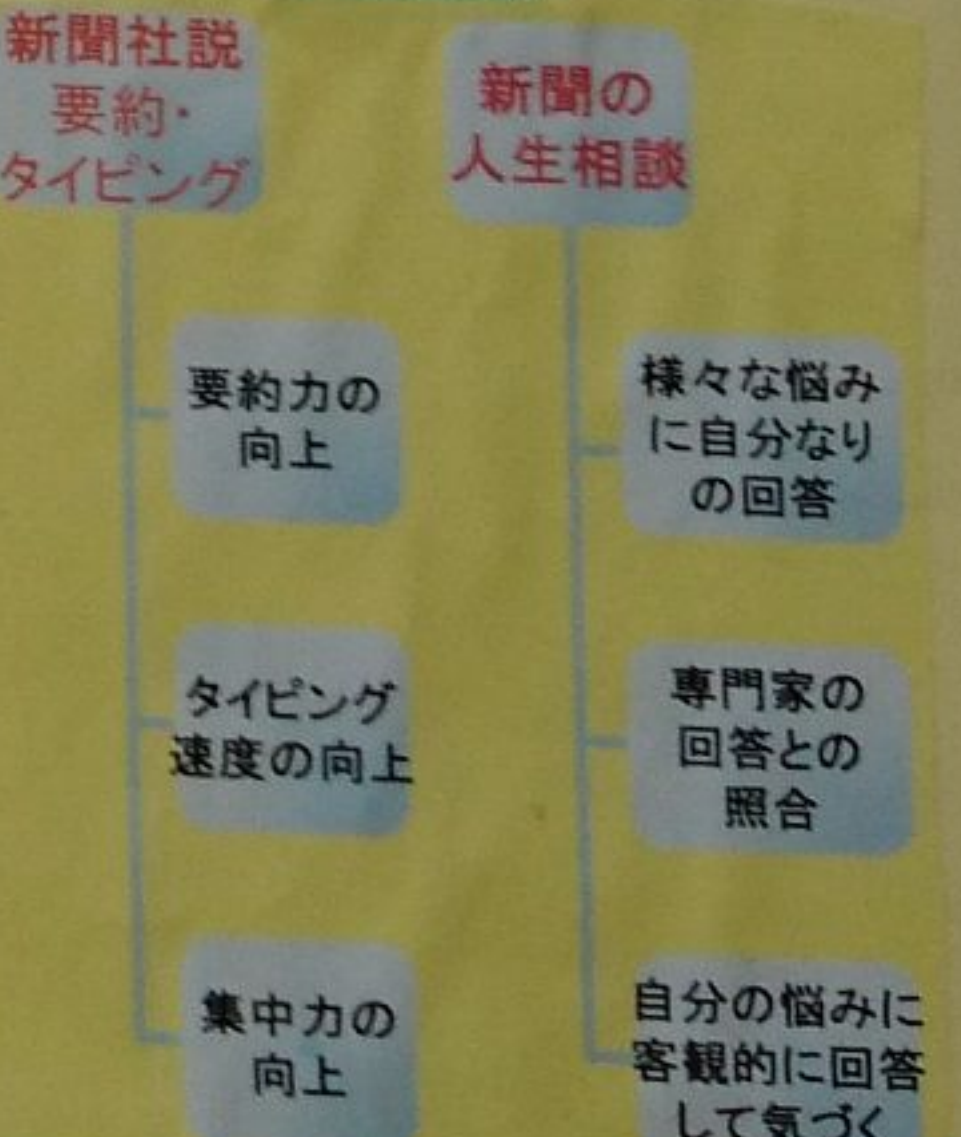 新聞社説
要約・
タイピング
要約力の
向上
タイピング
速度の向上
集中力の
向上
新聞の
人生相談
様々な悩み
に自分なり
の回答
専門家の
回答との
照合
自分の悩みに
客観的に回答
して気づく